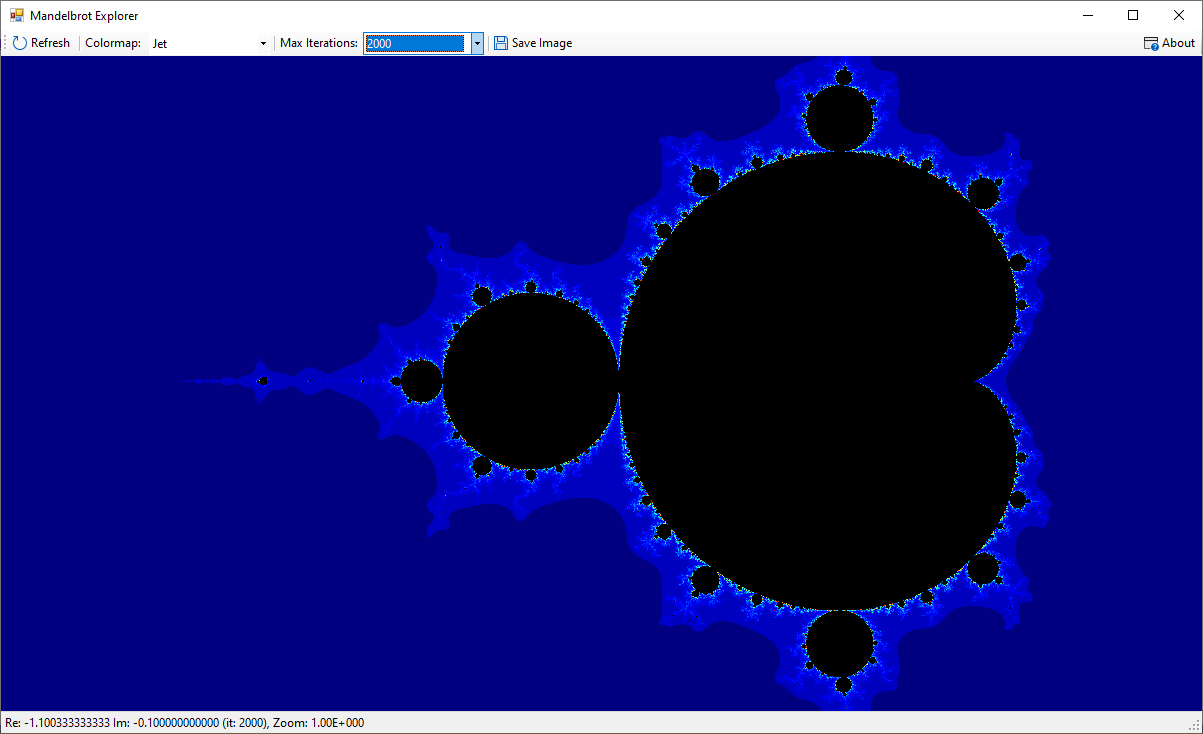 Mandelbrot Explorer
Refresh Colormap: Jet Max Iterations: 2000 Save Image About
Re: -1.100333333333 Im: -0.100000000000 (it: 2000), Zoom: 1.00E+000